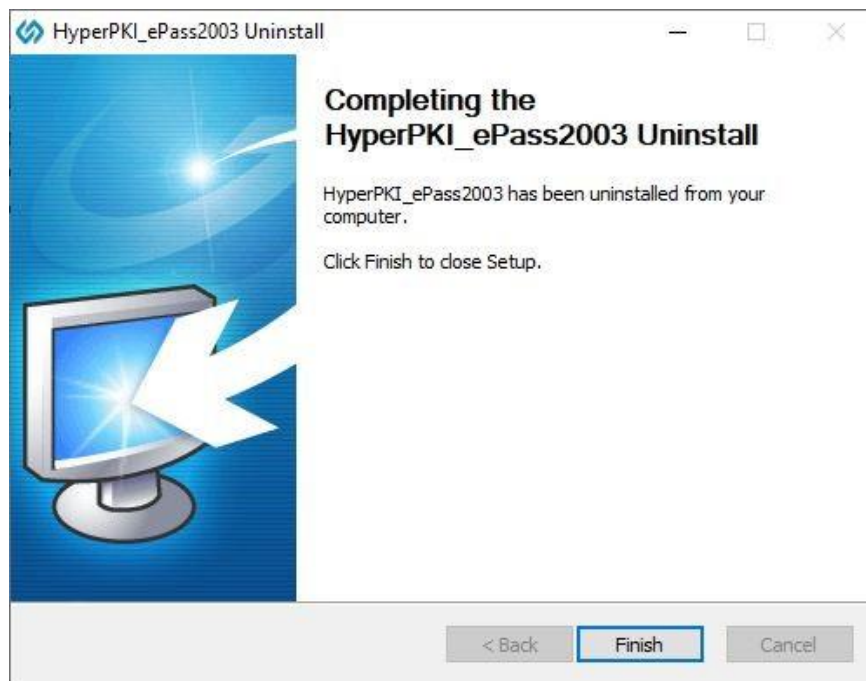 HyperPKI_ePass2003 Uninstall
Completing the
HyperPKI_ePass2003 Uninstall
HyperPKI_ePass2003 has been uninstalled from your
computer.
Click Finish to close Setup.
< Back Finish Cancel